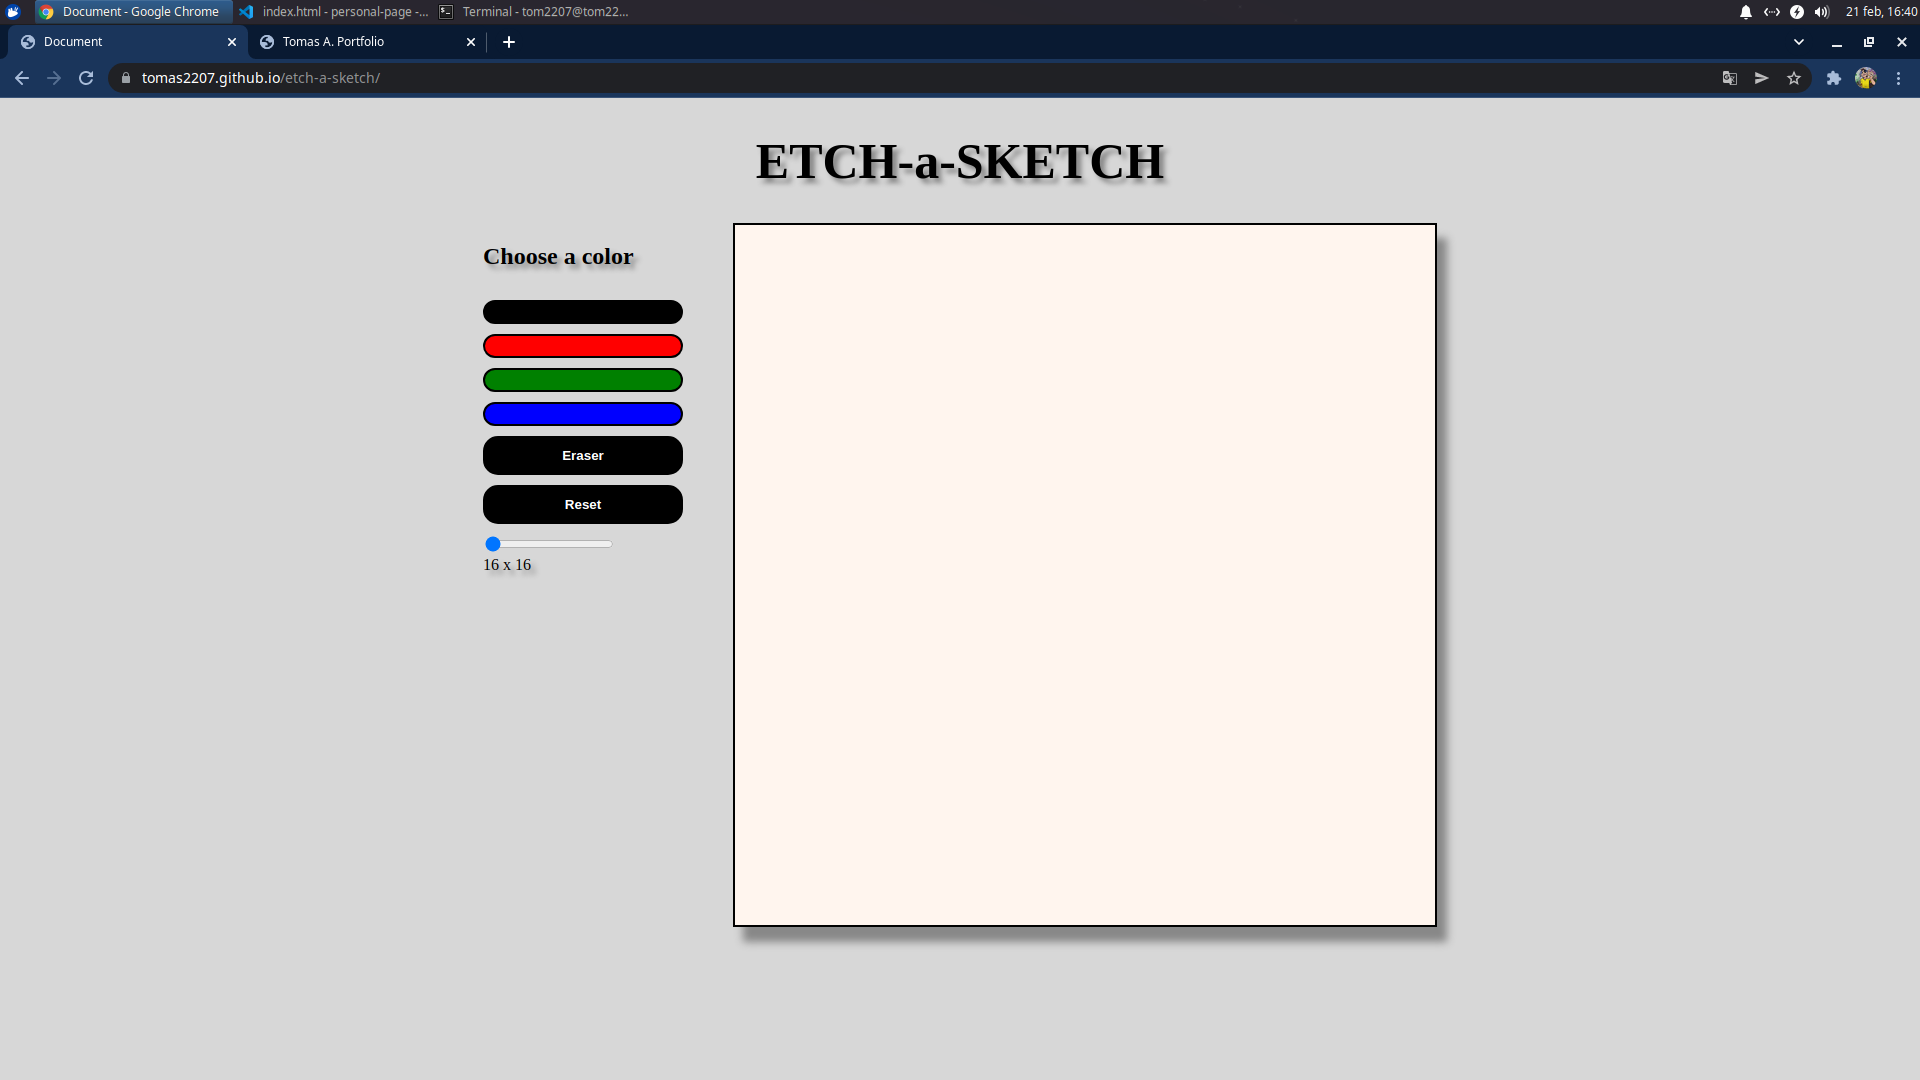 Document - Google Chrome
index.html - personal-page -...
Terminal - tom2207@tom22...
21 feb, 16:40
Document
Tomas A. Portfolio
tomas2207.github.io/etch-a-sketch/
ETCH-a-SKETCH
Choose a color
Eraser
Reset
16 x 16